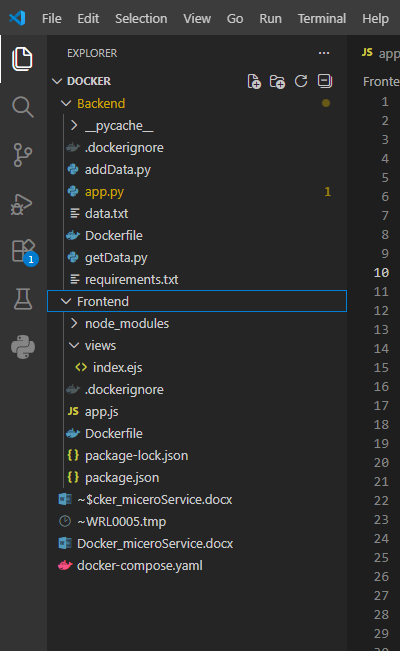 File Edit View Go Run Terminal Help
EXPLORER ...
JS app
DOCKER
Fronte
Backend
__pycache__
.dockerignore
addData.py
app.py 1
data.txt
Dockerfile
getData.py
requirements.txt
Frontend
node_modules
views
<> index.ejs
.dockerignore
JS app.js
Dockerfile
{} package-lock.json
{} package.json
~$cker_miceroService.docx
~WRL0005.tmp
Docker_miceroService.docx
docker-compose.yaml
1
1
2
3
4
5
6
7
8
9
10
11
12
13
14
15
16
17
18
19
20
21
22
23
24
25
26
27
28
29
30